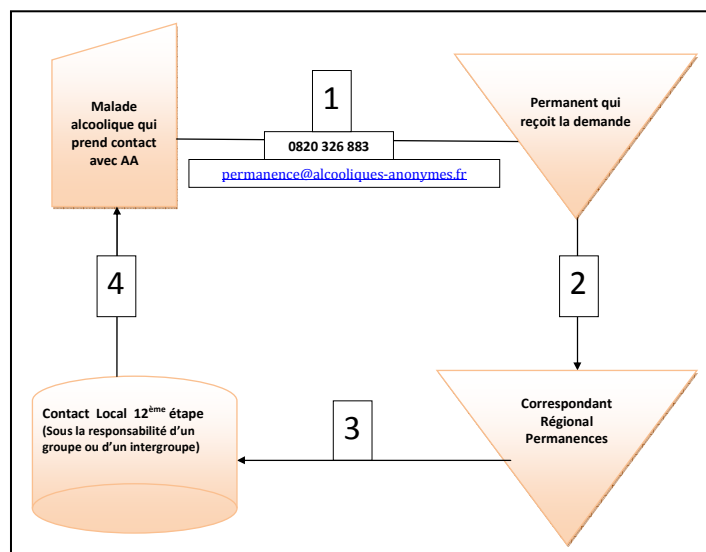 Malade
alcoolique qui
prend contact
avec AA
1
0820 326 883
permanence@alcooliques-anonymes.fr
Permanent qui
reçoit la demande
2
Correspondant
Régional
Permanences
3
Contact Local 12ème étape
(Sous la responsabilité d'un
groupe ou d'un intergroupe)
4